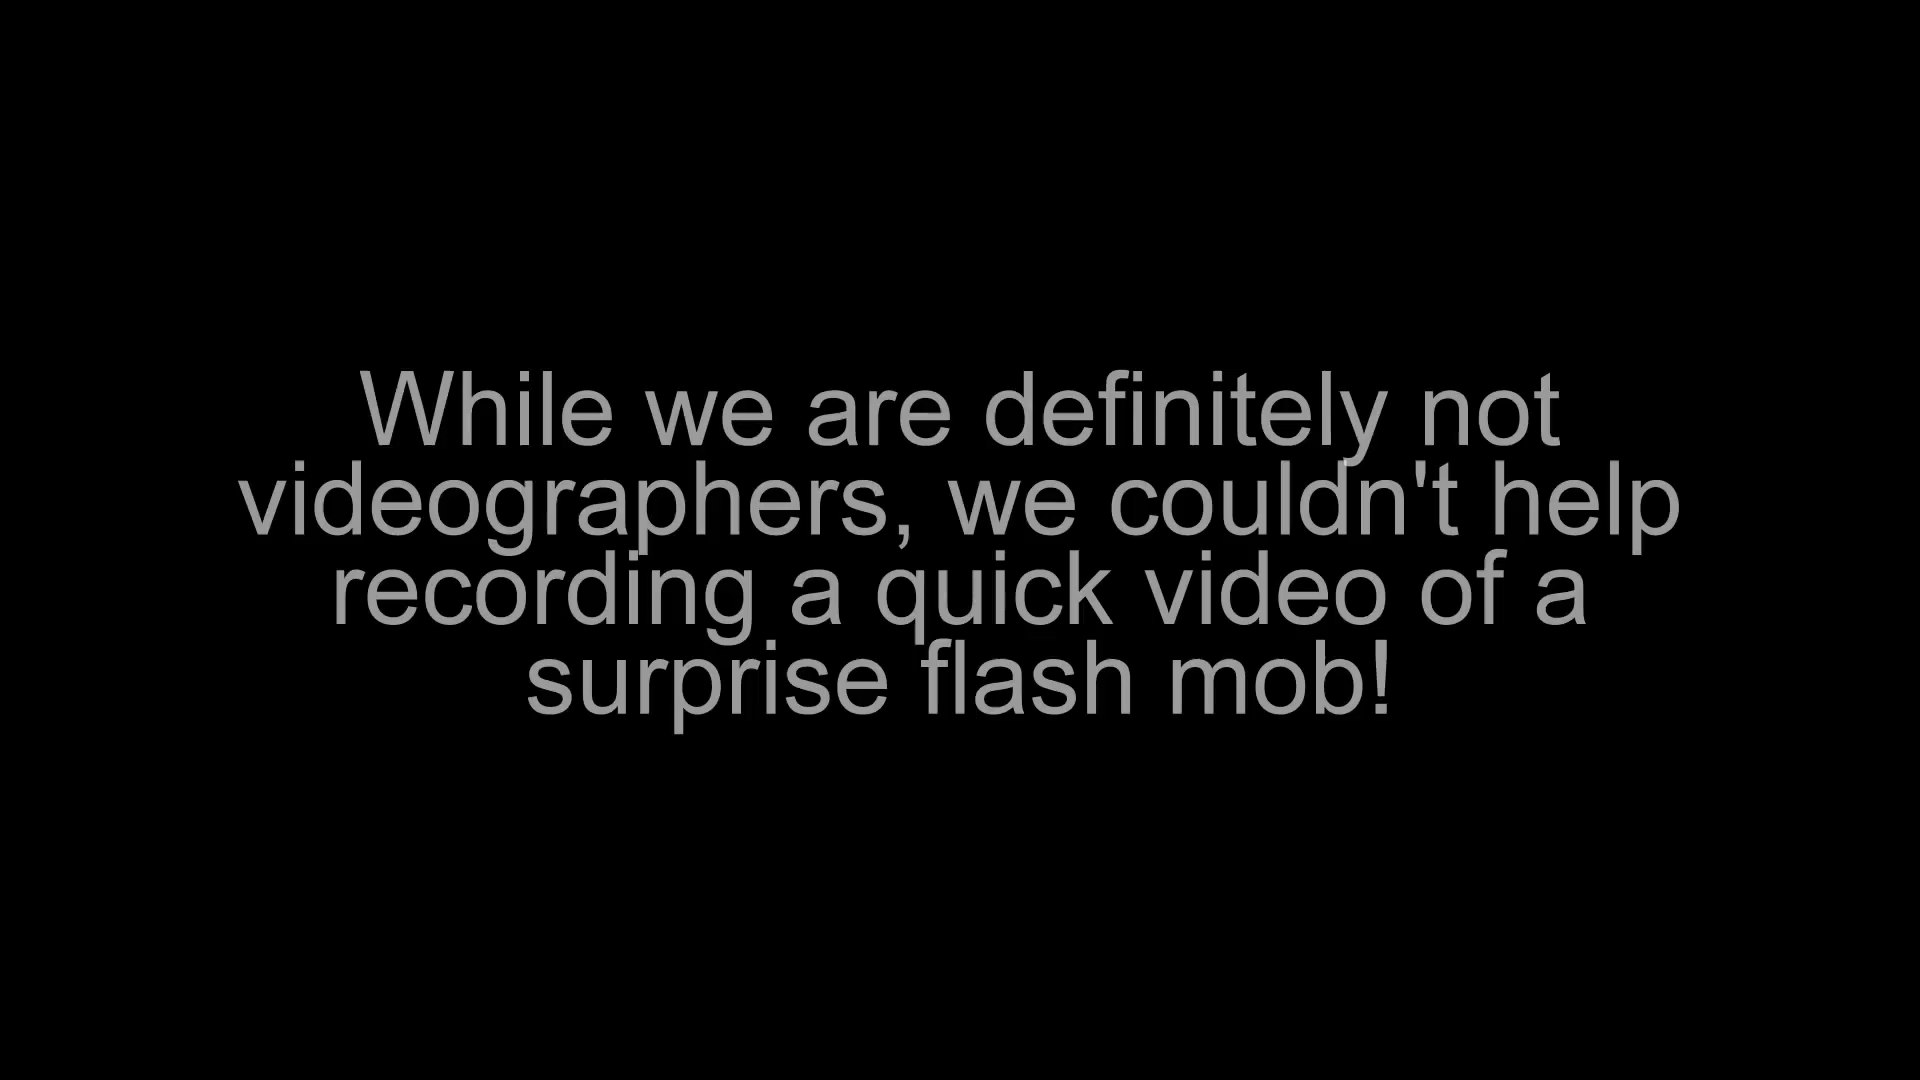 While we are definitely not
videographers, we couldn't help
recording a quick video of a
surprise flash mob!